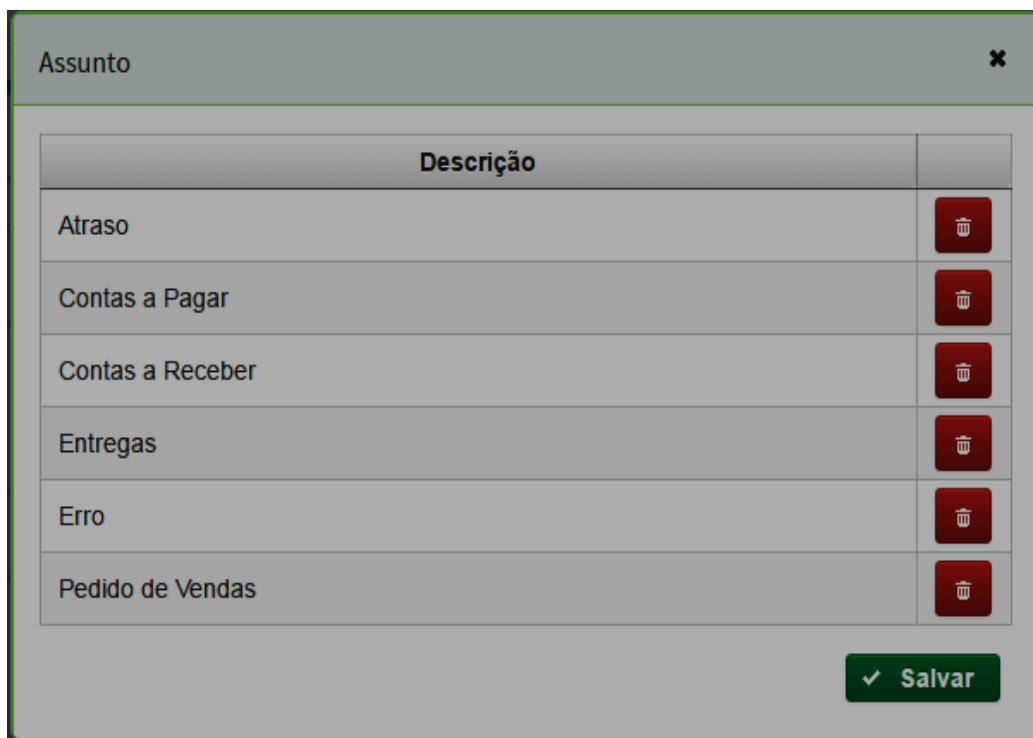 Assunto
Descrição
Atraso
Contas a Pagar
Contas a Receber
Entregas
Erro
Pedido de Vendas
Salvar